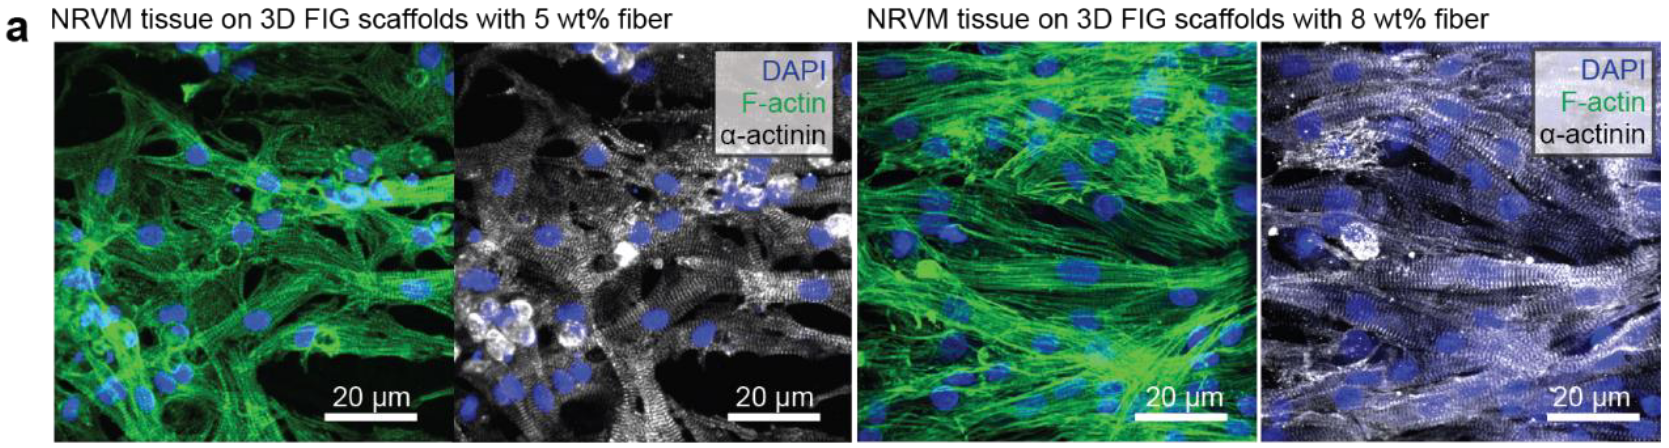 a
NRVM tissue on 3D FIG scaffolds with 5 wt% fiber
NRVM tissue on 3D FIG scaffolds with 8 wt% fiber
DAPI
F-actin
α-actinin
DAPI
F-actin
α-actinin
20 µm
20 µm
20 µm
20 µm